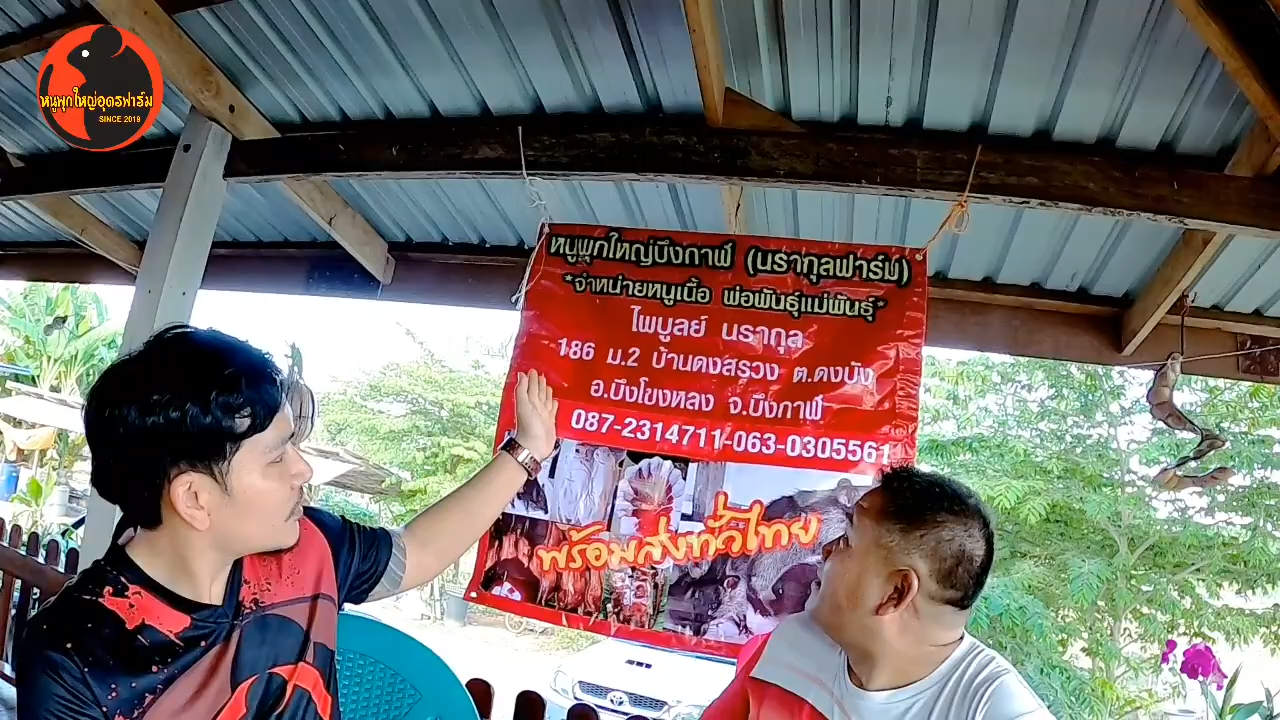 หนูพุกใหญ่อุดรฟาร์ม
SINCE 2019
หนูพุกใหญ่บึงกาฬ (นรากุลฟาร์ม)
*จำหน่ายหนูเนื้อ พ่อพันธุ์แม่พันธุ์*
ไพบูลย์ นรากุล
186 ม.2 บ้านดงสรวง ต.ดงบัง
อ.บึงโขงหลง จ.บึงกาฬ
087-2314711-063-0305561
พร้อมส่งทั่วไทย